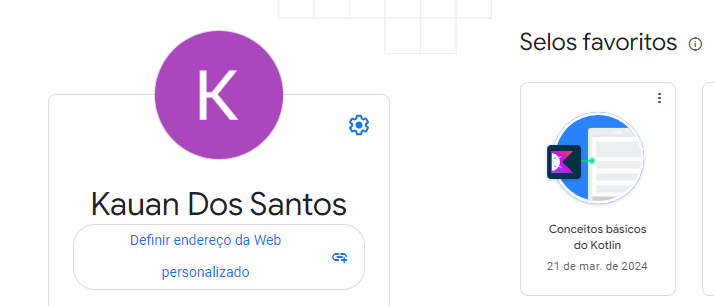 K
Kauan Dos Santos
Definir endereço da Web
personalizado
Selos favoritos
Conceitos básicos
do Kotlin
21 de mar. de 2024